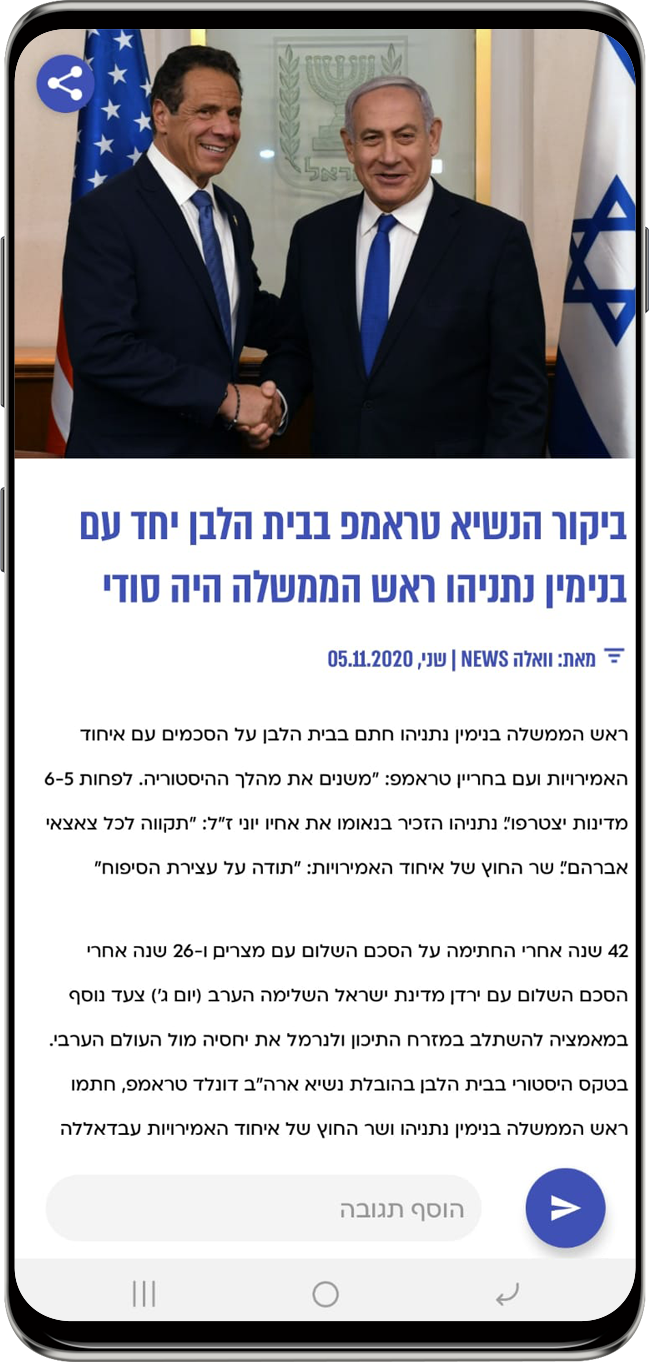 ישראל
ביקור הנשיא טראמפ בבית הלבן יחד עם
בנימין נתניהו ראש הממשלה היה סודי
מאת: וואלה NEWS | שני, 05.11.2020
ראש הממשלה בנימין נתניהו חתם בבית הלבן על הסכמים עם איחוד
האמירויות ועם בחריין טראמפ: "משנים את מהלך ההיסטוריה. לפחות 6-5
מדינות יצטרפו". נתניהו הזכיר בנאומו את אחיו יוני ז"ל: "תקווה לכל צאצאי
אברהם". שר החוץ של איחוד האמירויות: "תודה על עצירת הסיפוח"
42 שנה אחרי החתימה על הסכם השלום עם מצרים, ו-26 שנה אחרי
הסכם השלום עם ירדן, מדינת ישראל השלימה הערב (יום ג') צעד נוסף
במאמציה להשתלב במזרח התיכון ולנרמל את יחסיה מול העולם הערבי.
בטקס היסטורי בבית הלבן בהובלת נשיא ארה"ב דונלד טראמפ, חתמו
ראש הממשלה בנימין נתניהו ושר החוץ של איחוד האמירויות עבדאללה
הוסף תגובה